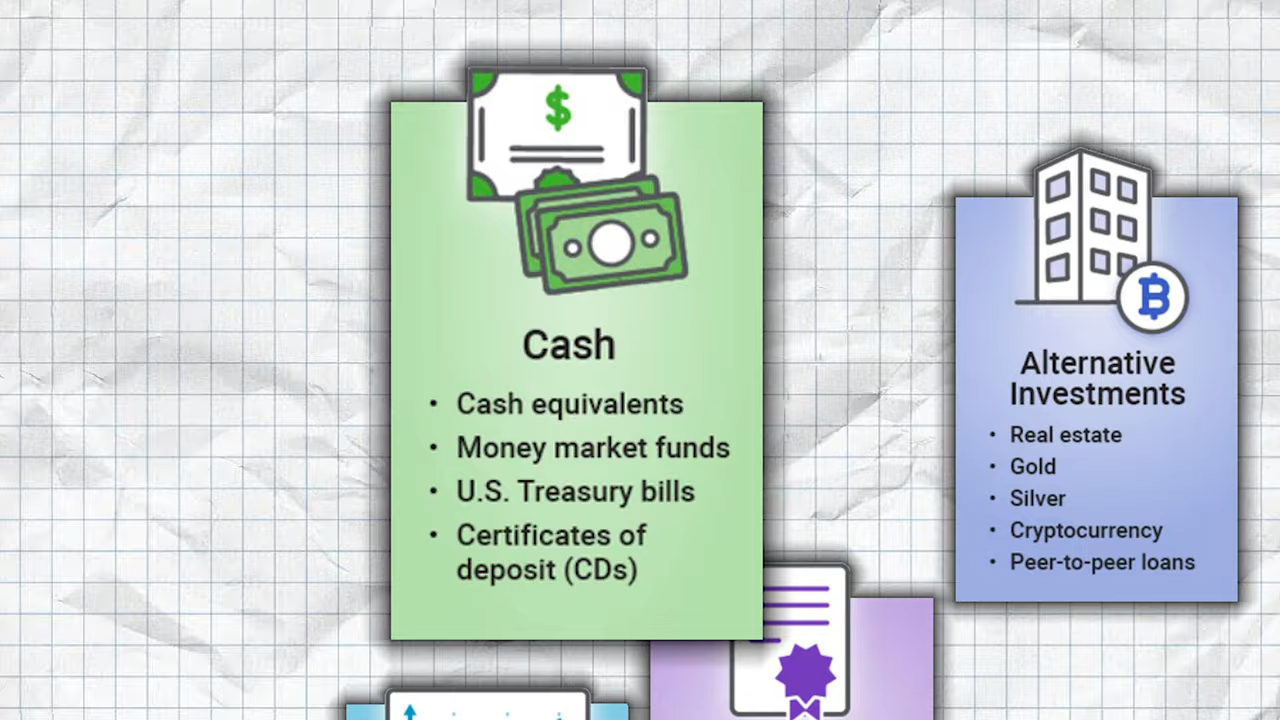 $
Cash
• Cash equivalents
• Money market funds
• U.S. Treasury bills
• Certificates of
deposit (CDs)
Alternative
Investments
• Real estate
• Gold
• Silver
• Cryptocurrency
• Peer-to-peer loans